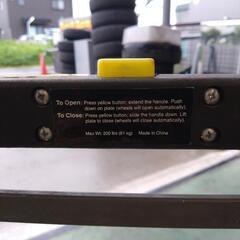 To Open: Press yellow button; extend the handle. Push
down on plate (wheels will open automatically).
To Close: Press yellow button; slide the handle down. Lift
plate to close (wheels will close automatically).
Max Wt. 200 lbs (91 kg) Made in China